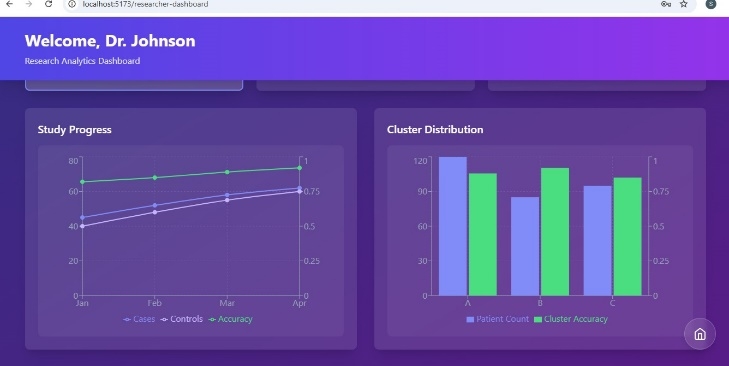 localhost:5173/researcher-dashboard
S
Welcome, Dr. Johnson
Research Analytics Dashboard
Study Progress
80
60
40
20
0
1
0.75
0.5
0.25
0
Jan Feb Mar Apr
Cases Controls Accuracy
Cluster Distribution
120
90
60
30
0
1
0.75
0.5
0.25
0
A B C
Patient Count Cluster Accuracy